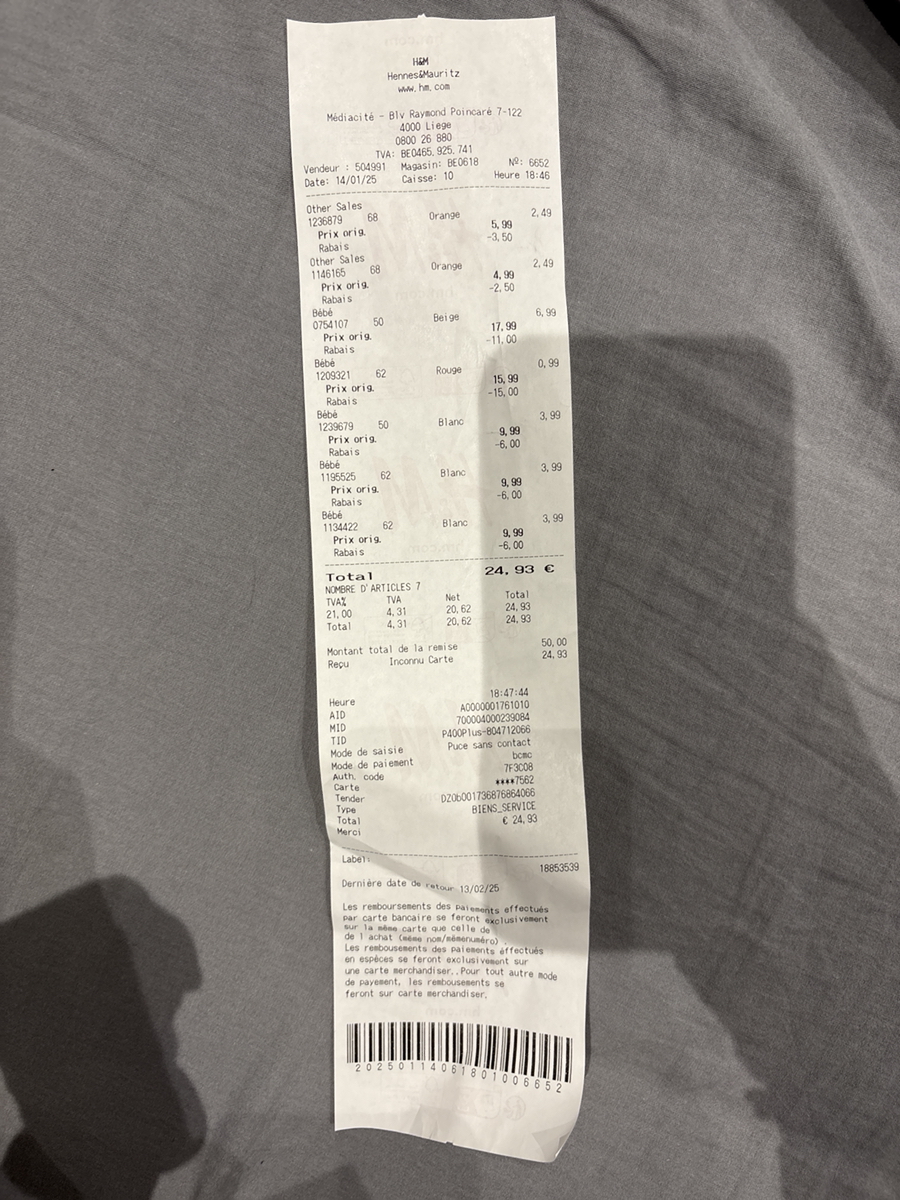 H&M
Hennes&Mauritz
www.hm.com
Médiacité - Blv Raymond Poincaré 7-122
4000 Liege
0800 26 880
TVA: BE0465.925.741
Vendeur : 504991 Magasin: BE0618 Nº: 6652
Date: 14/01/25 Caisse: 10 Heure 18:46
Other Sales
1236879 68 Orange 2,49
Prix orig. 5,99
Rabais -3,50
Other Sales
1146165 68 Orange 2,49
Prix orig. 4,99
Rabais -2,50
Bébé
0754107 50 Beige 6,99
Prix orig. 17,99
Rabais -11,00
Bébé
1209321 62 Rouge 0,99
Prix orig. 15,99
Rabais -15,00
Bébé
1239679 50 Blanc 3,99
Prix orig. 9,99
Rabais -6,00
Bébé
1195525 62 Blanc 3,99
Prix orig. 9,99
Rabais -6,00
Bébé
1134422 62 Blanc 3,99
Prix orig. 9,99
Rabais -6,00
Total 24,93 €
NOMBRE D'ARTICLES 7
TVA% TVA Net Total
21,00 4,31 20,62 24,93
Total 4,31 20,62 24,93
Montant total de la remise 50,00
Reçu Inconnu Carte 24,93
Heure 18:47:44
AID A0000001761010
MID 700004000239084
TID P400Plus-804712066
Mode de saisie Puce sans contact
Mode de paiement bcmc
Auth. code 7F3C08
Carte ****7562
Tender DZ0b001736876864066
Type BIENS_SERVICE
Total € 24,93
Merci
Label: 18853539
Dernière date de retour 13/02/25
Les remboursements des paiements effectués
par carte bancaire se feront exclusivement
sur la même carte que celle de
de l achat (même nom/mêmenuméro) .
Les rembousements des paiements effectués
en espèces se feront exclusivement sur
une carte merchandiser..Pour tout autre mode
de payement, les rembousements se
feront sur carte merchandiser.
2025011406180100​6652